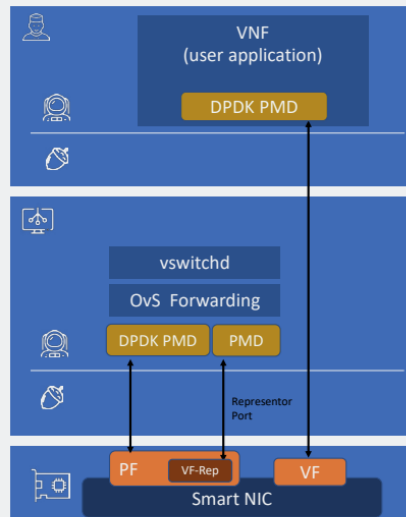 VNF
(user application)
DPDK PMD
vswitchd
OvS Forwarding
DPDK PMD
PMD
Representor
Port
PF
VF-Rep
VF
Smart NIC